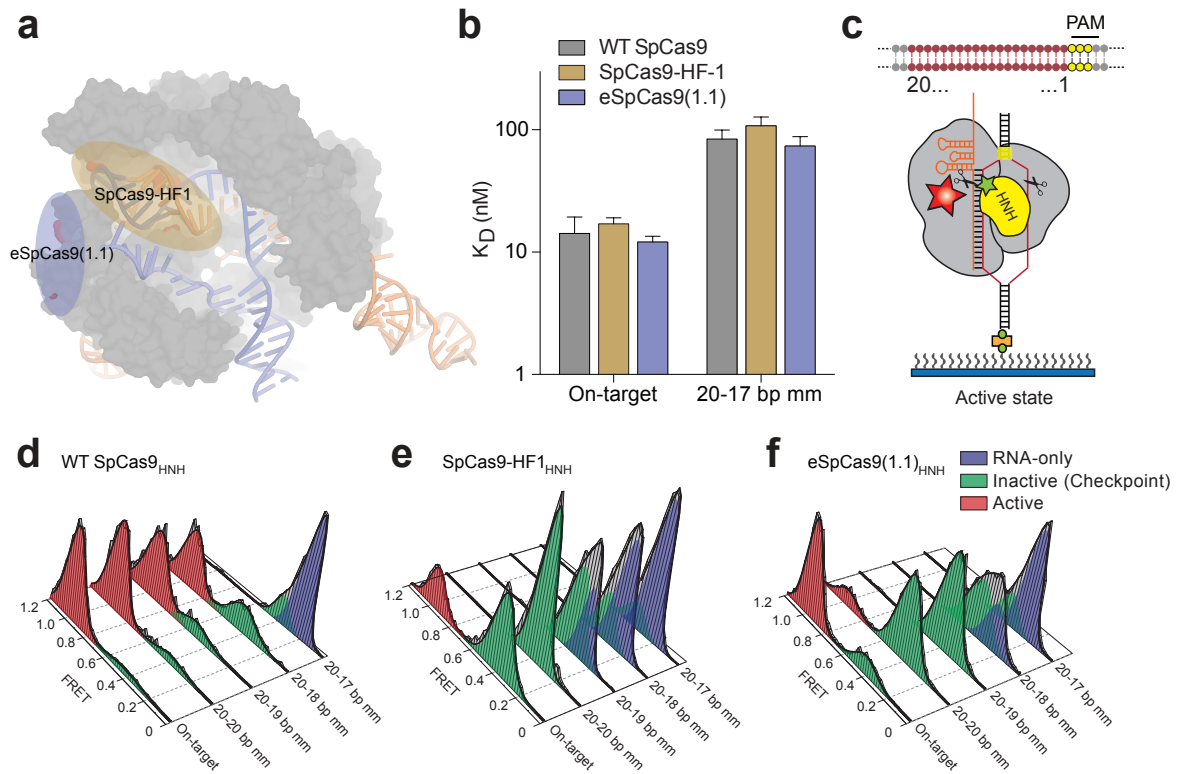 a
SpCas9-HF1
eSpCas9(1.1)
b
WT SpCas9
SpCas9-HF-1
eSpCas9(1.1)
K_D (nM)
100
10
1
On-target
20-17 bp mm
c
PAM
20...
...1
HNH
Active state
d
WT SpCas9_HNH
1.2
1.0
0.8
0.6
0.4
0.2
0
FRET
On-target
20-20 bp mm
20-19 bp mm
20-18 bp mm
20-17 bp mm
e
SpCas9-HF1_HNH
1.2
1.0
0.8
0.6
0.4
0.2
0
FRET
On-target
20-20 bp mm
20-19 bp mm
20-18 bp mm
20-17 bp mm
f
eSpCas9(1.1)_HNH
RNA-only
Inactive (Checkpoint)
Active
1.2
1.0
0.8
0.6
0.4
0.2
0
FRET
On-target
20-20 bp mm
20-19 bp mm
20-18 bp mm
20-17 bp mm